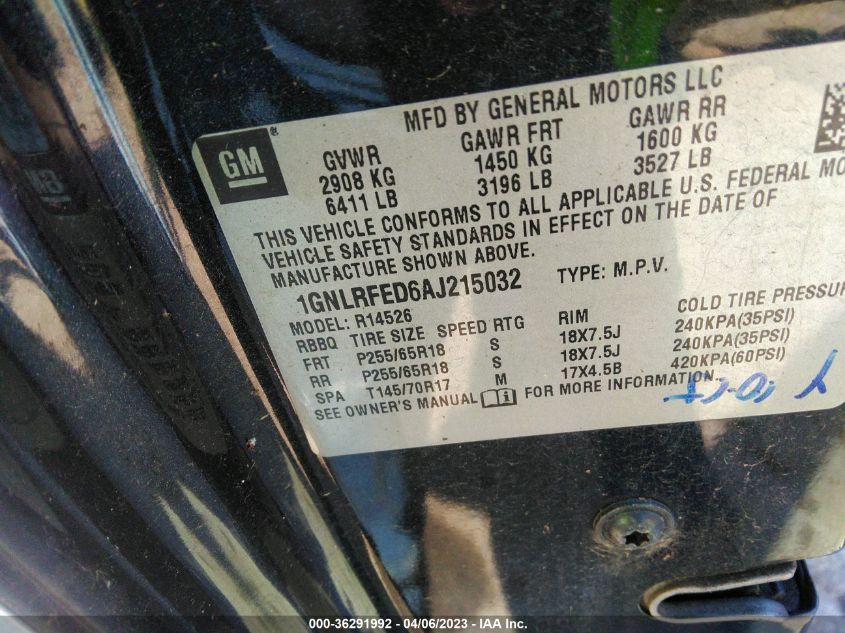 MFD BY GENERAL MOTORS LLC
GM
GVWR GAWR FRT GAWR RR
2908 KG 1450 KG 1600 KG
6411 LB 3196 LB 3527 LB
THIS VEHICLE CONFORMS TO ALL APPLICABLE U.S. FEDERAL MO
VEHICLE SAFETY STANDARDS IN EFFECT ON THE DATE OF
MANUFACTURE SHOWN ABOVE.
1GNLRFED6AJ215032 TYPE: M.P.V.
MODEL: R14526
RBBQ TIRE SIZE SPEED RTG RIM COLD TIRE PRESSUR
FRT P255/65R18 S 18X7.5J 240KPA(35PSI)
RR P255/65R18 S 18X7.5J 240KPA(35PSI)
SPA T145/70R17 M 17X4.5B 420KPA(60PSI)
SEE OWNER'S MANUAL FOR MORE INFORMATION.
000-36291992 - 04/06/2023 - IAA Inc.